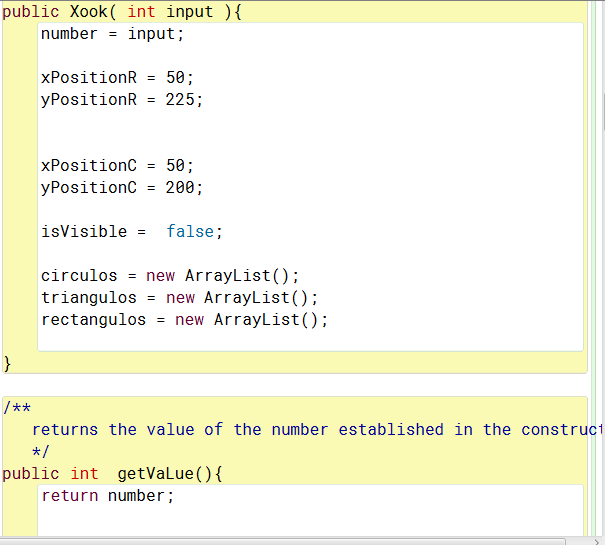 public Xook( int input ){
number = input;
xPositionR = 50;
yPositionR = 225;
xPositionC = 50;
yPositionC = 200;
isVisible =  false;
circulos = new ArrayList();
triangulos = new ArrayList();
rectangulos = new ArrayList();
}
/**
returns the value of the number established in the construct
*/
public int  getVaLue(){
return number;